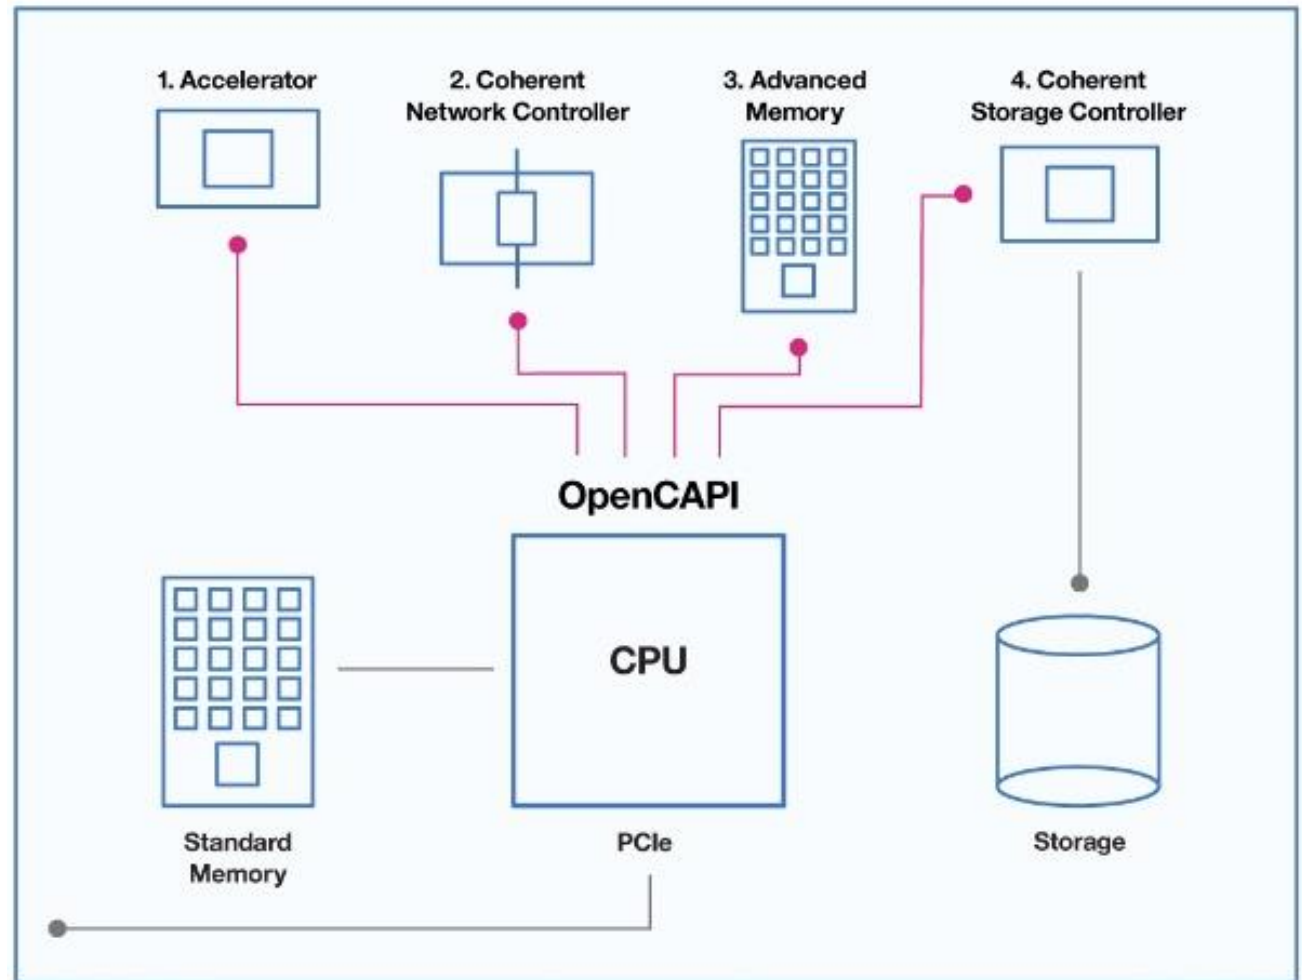 1. Accelerator
2. Coherent
Network Controller
3. Advanced
Memory
4. Coherent
Storage Controller
OpenCAPI
CPU
Standard
Memory
PCIe
Storage